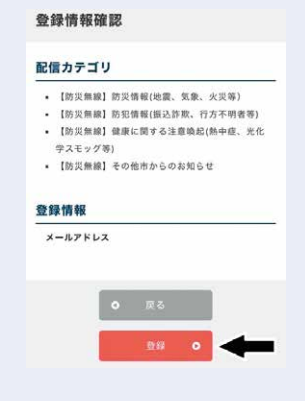 登録情報確認
配信カテゴリ
• 【防災無線】防災情報(地震、気象、火災等)
• 【防災無線】防犯情報(振込詐欺、行方不明者等)
• 【防災無線】健康に関する注意喚起(熱中症、光化
学スモッグ等)
• 【防災無線】その他市からのお知らせ
登録情報
メールアドレス
戻る
登録